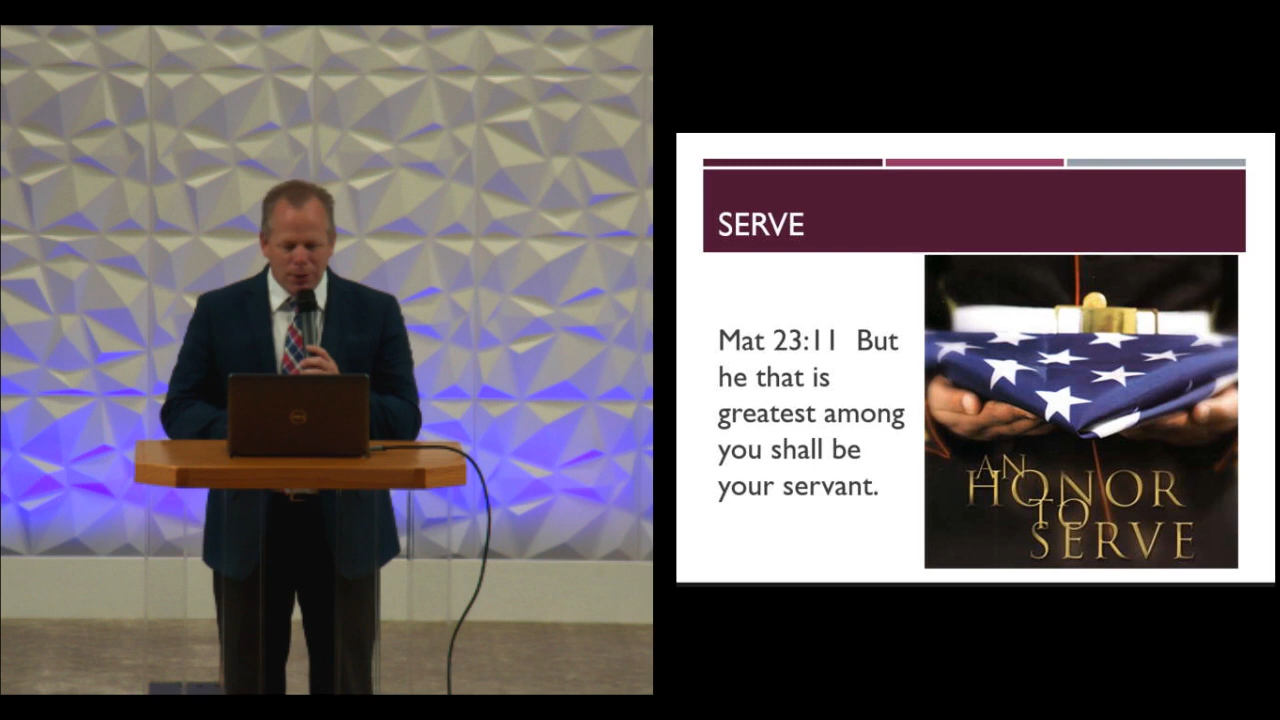 SERVE
Mat 23:11 But
he that is
greatest among
you shall be
your servant.
AN
HONOR
TO
SERVE
DELL